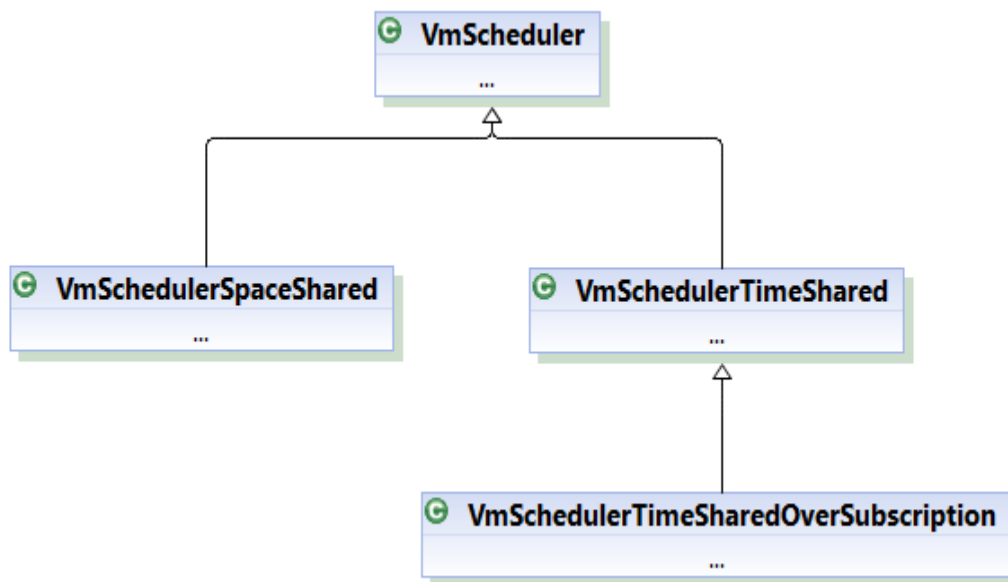 C VmScheduler
...
C VmSchedulerSpaceShared
...
C VmSchedulerTimeShared
...
C VmSchedulerTimeSharedOverSubscription
...